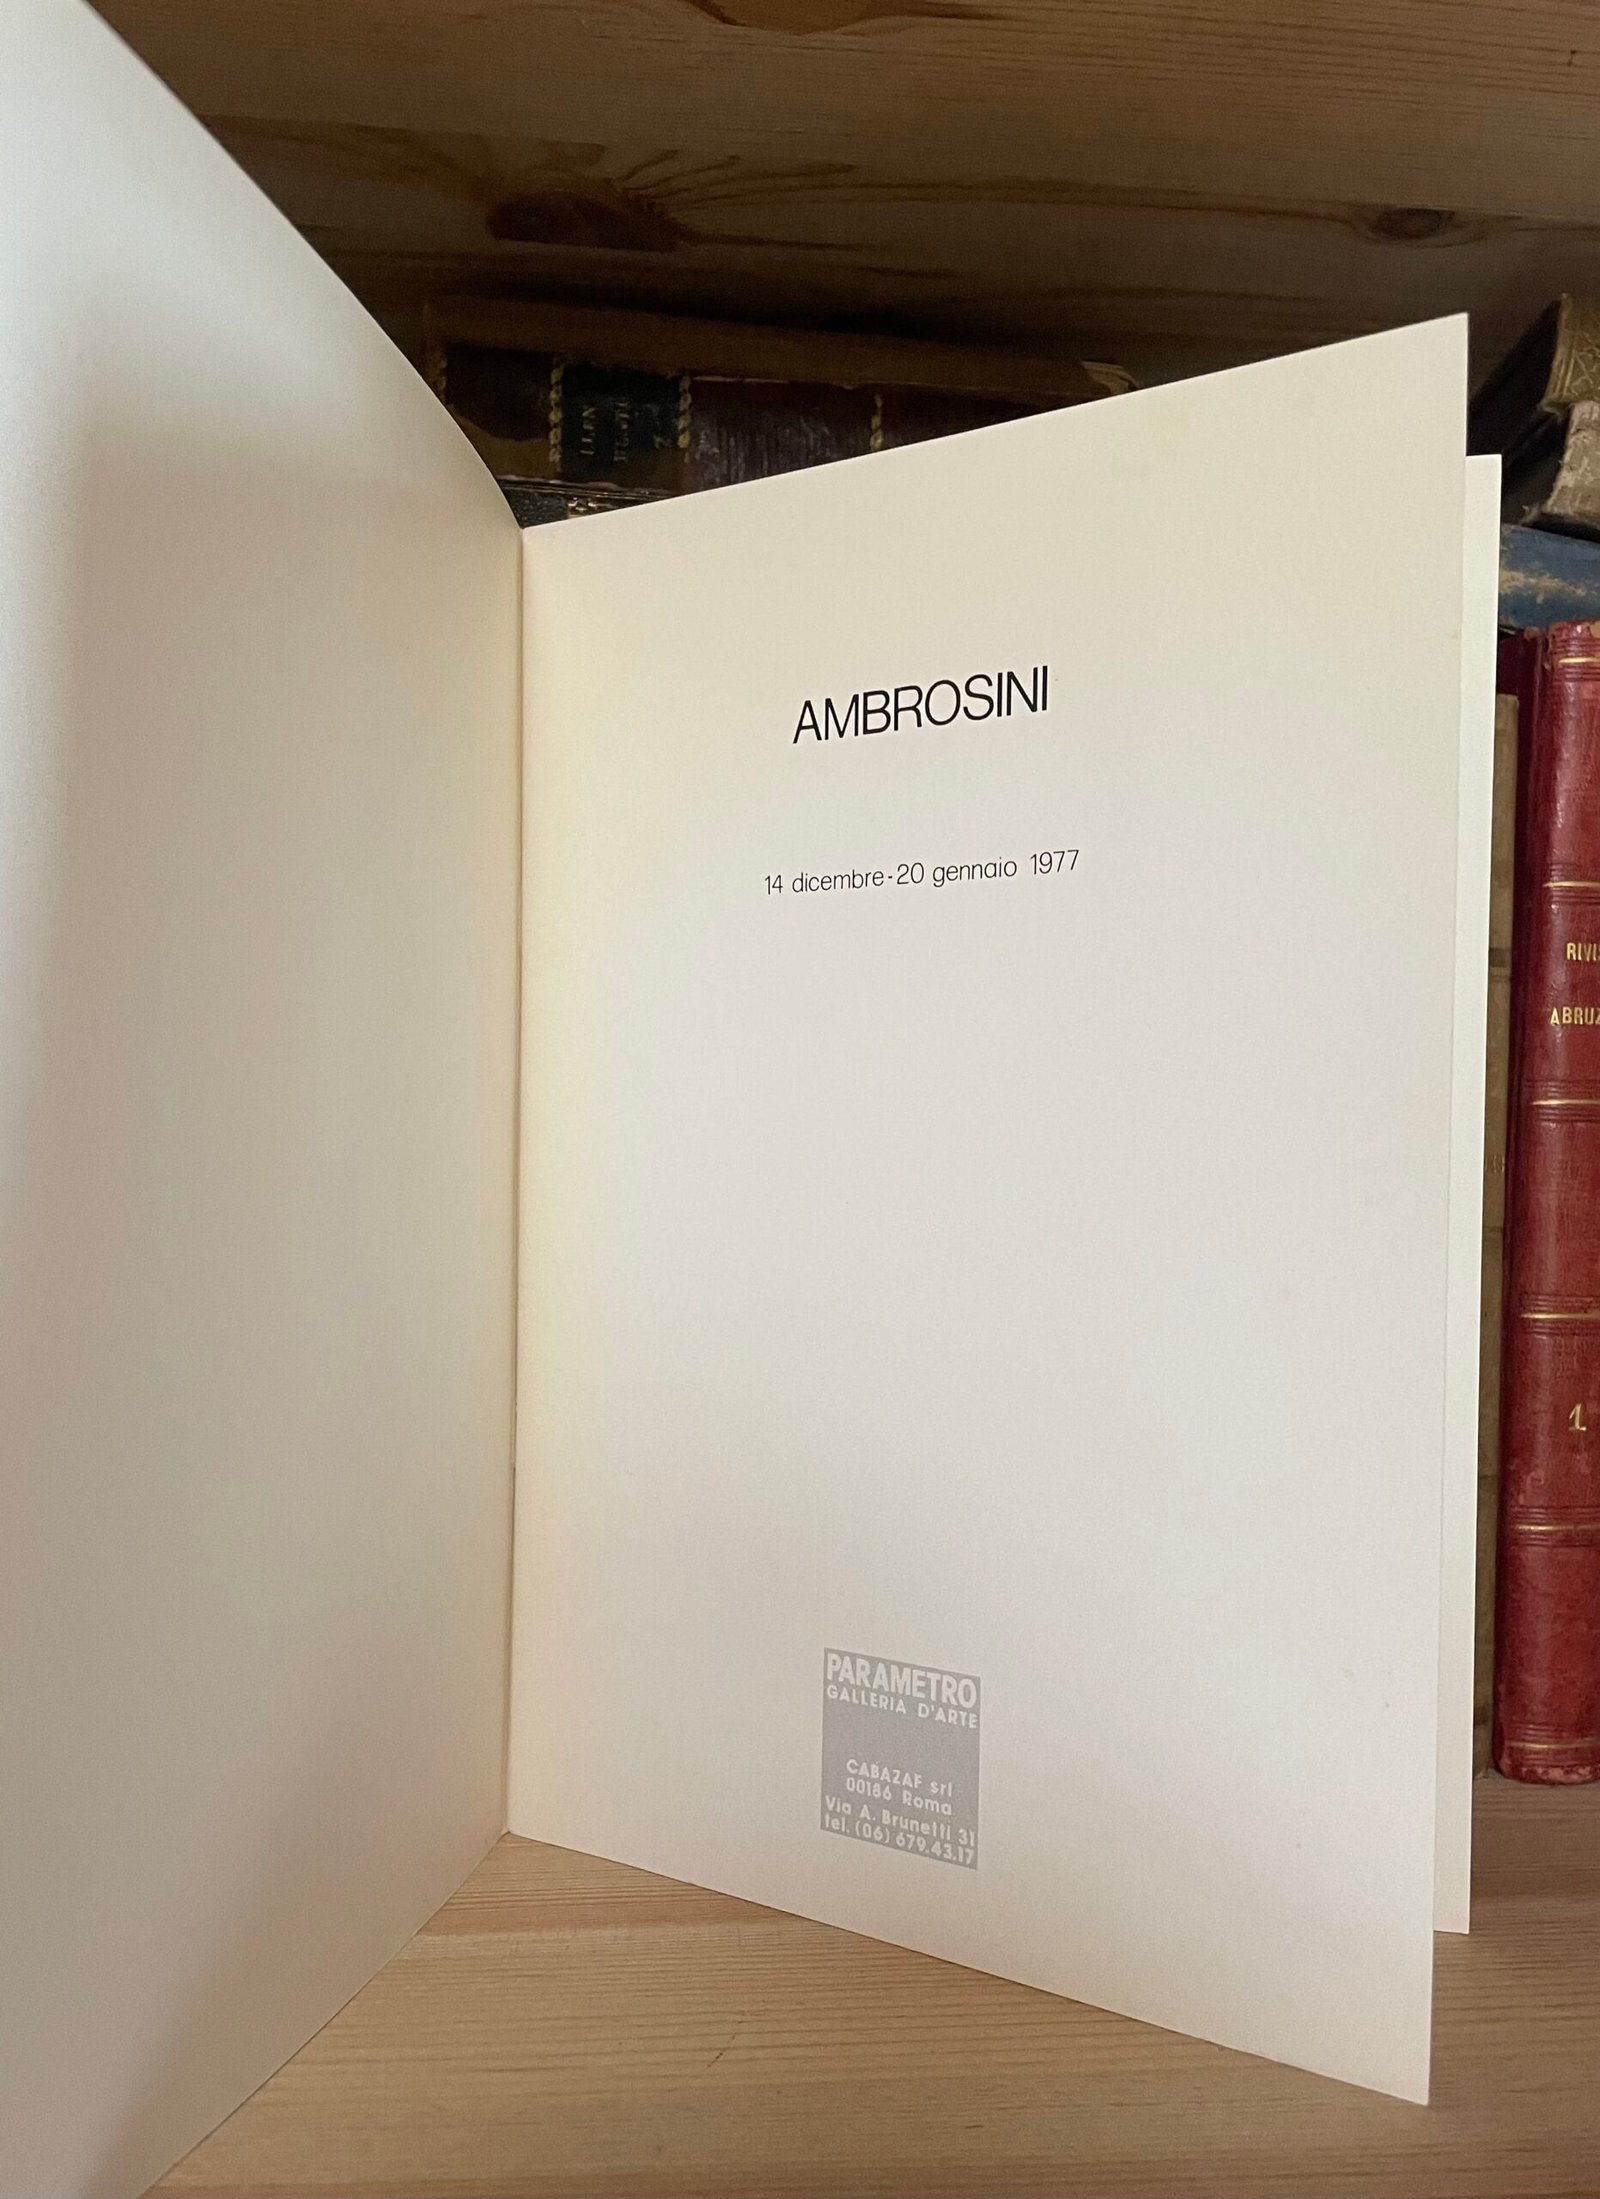 AMBROSINI
14 dicembre - 20 gennaio 1977
PARAMETRO
GALLERIA D'ARTE
CABAZAF srl
00186 Roma
Via A. Brunetti 31
tel. (06) 679.43.17
RIVIS
ABRUZ
1